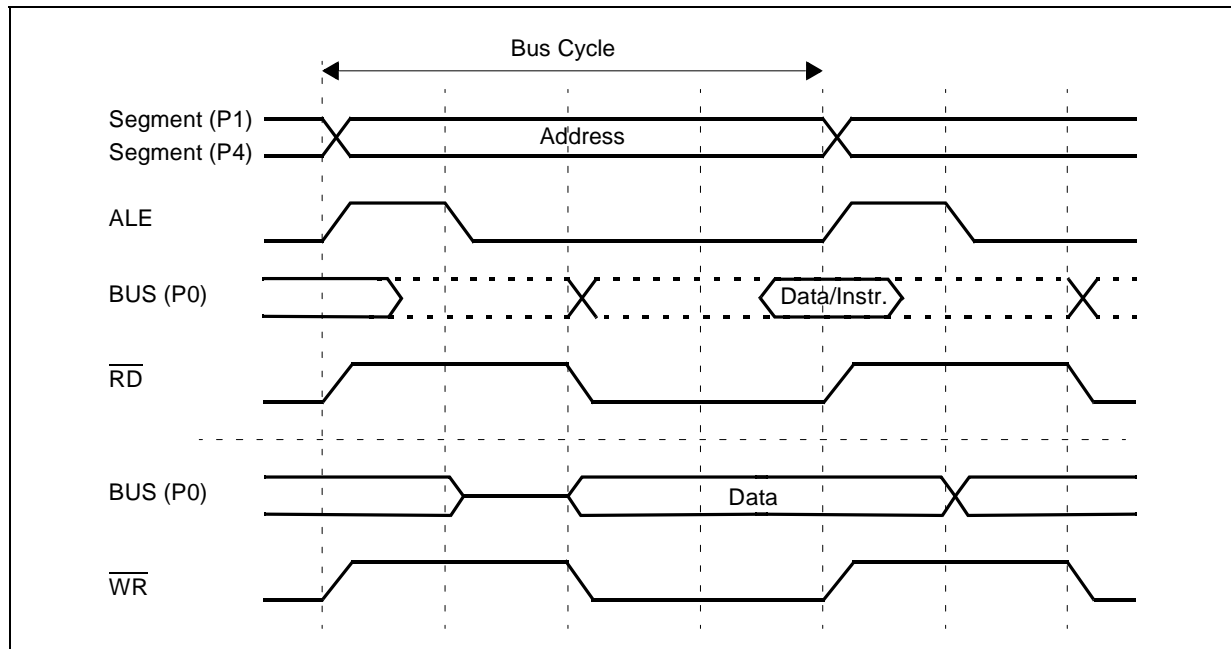 Bus Cycle
Segment (P1)
Address
Segment (P4)
ALE
BUS (P0)
Data/Instr.
RD
BUS (P0)
Data
WR